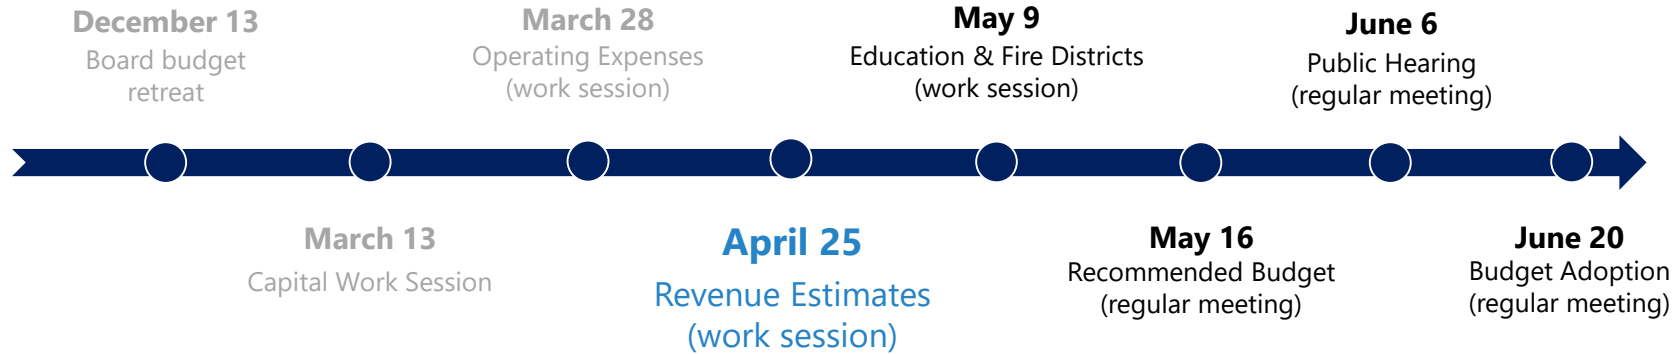 December 13
Board budget
retreat
March 28
Operating Expenses
(work session)
May 9
Education & Fire Districts
(work session)
June 6
Public Hearing
(regular meeting)
March 13
Capital Work Session
April 25
Revenue Estimates
(work session)
May 16
Recommended Budget
(regular meeting)
June 20
Budget Adoption
(regular meeting)